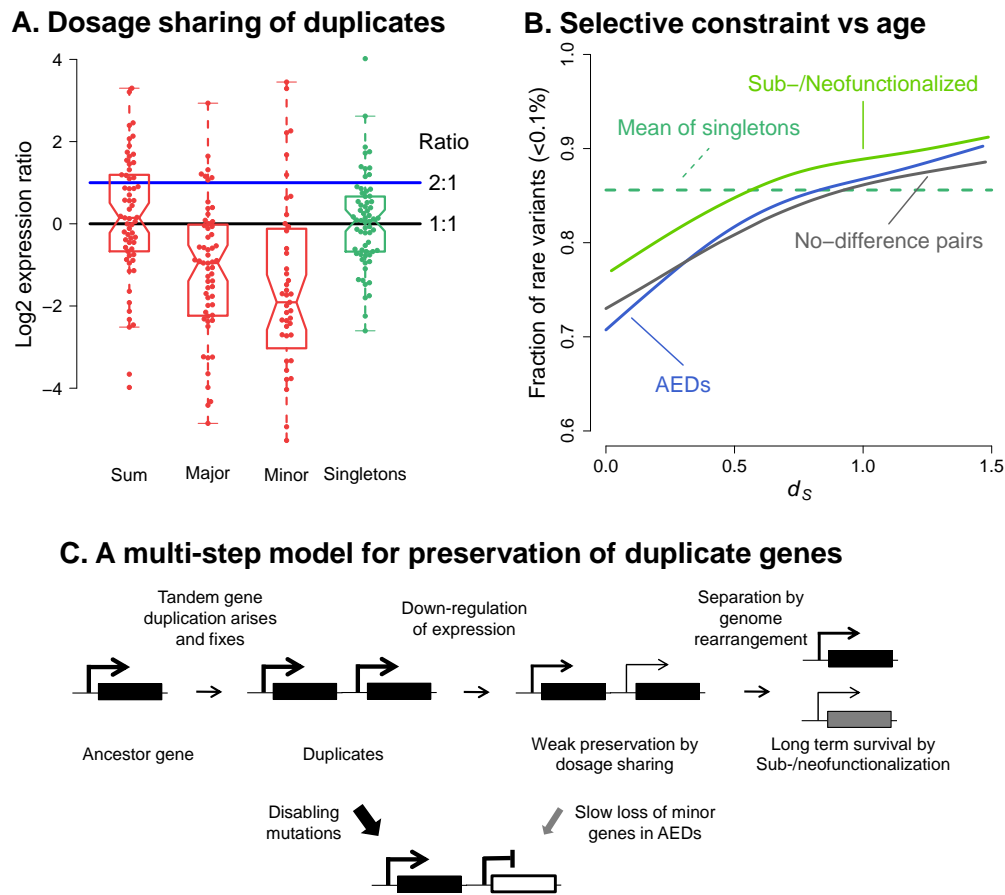 A. Dosage sharing of duplicates
Log2 expression ratio
4
2
0
−2
−4
Ratio
2:1
1:1
Sum
Major
Minor
Singletons
B. Selective constraint vs age
Fraction of rare variants (<0.1%)
1.0
0.9
0.8
0.7
0.6
Sub−/Neofunctionalized
Mean of singletons
No−difference pairs
AEDs
0.0
0.5
1.0
1.5
dS
C. A multi-step model for preservation of duplicate genes
Tandem gene
duplication arises
and fixes
Down-regulation
of expression
Separation by
genome
rearrangement
Ancestor gene
Duplicates
Weak preservation by
dosage sharing
Long term survival by
Sub-/neofunctionalization
Disabling
mutations
Slow loss of minor
genes in AEDs